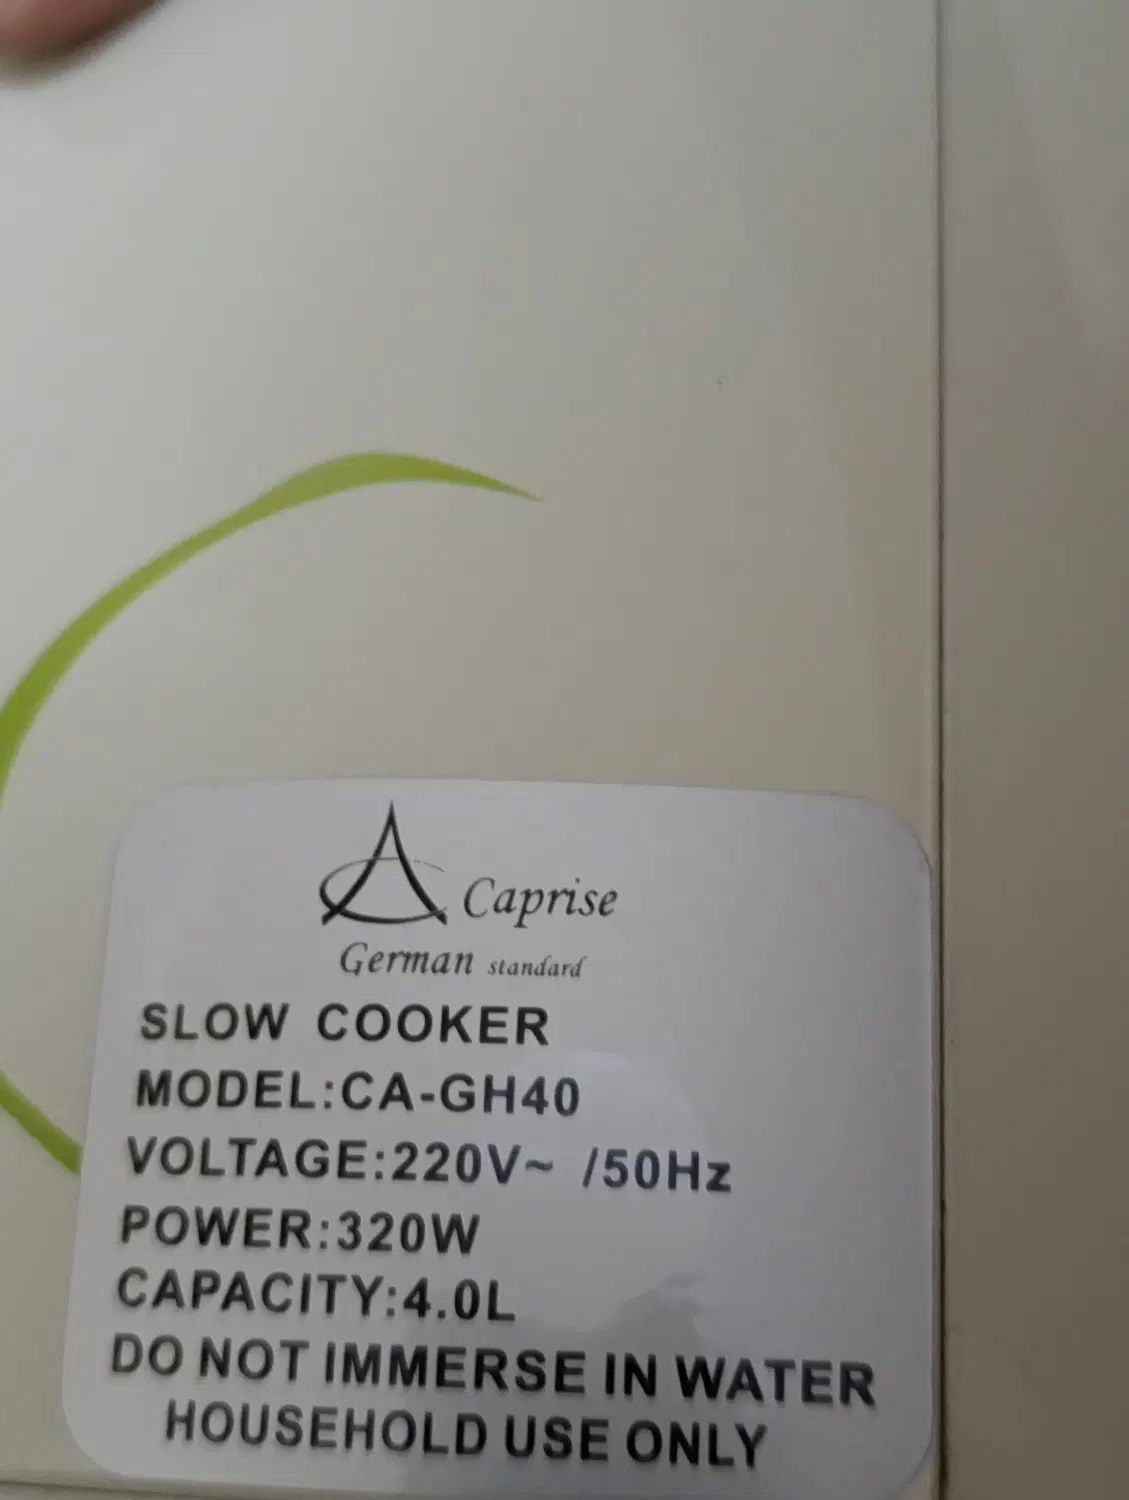 Caprise
German standard
SLOW COOKER
MODEL:CA-GH40
VOLTAGE:220V~ /50Hz
POWER:320W
CAPACITY:4.0L
DO NOT IMMERSE IN WATER
HOUSEHOLD USE ONLY